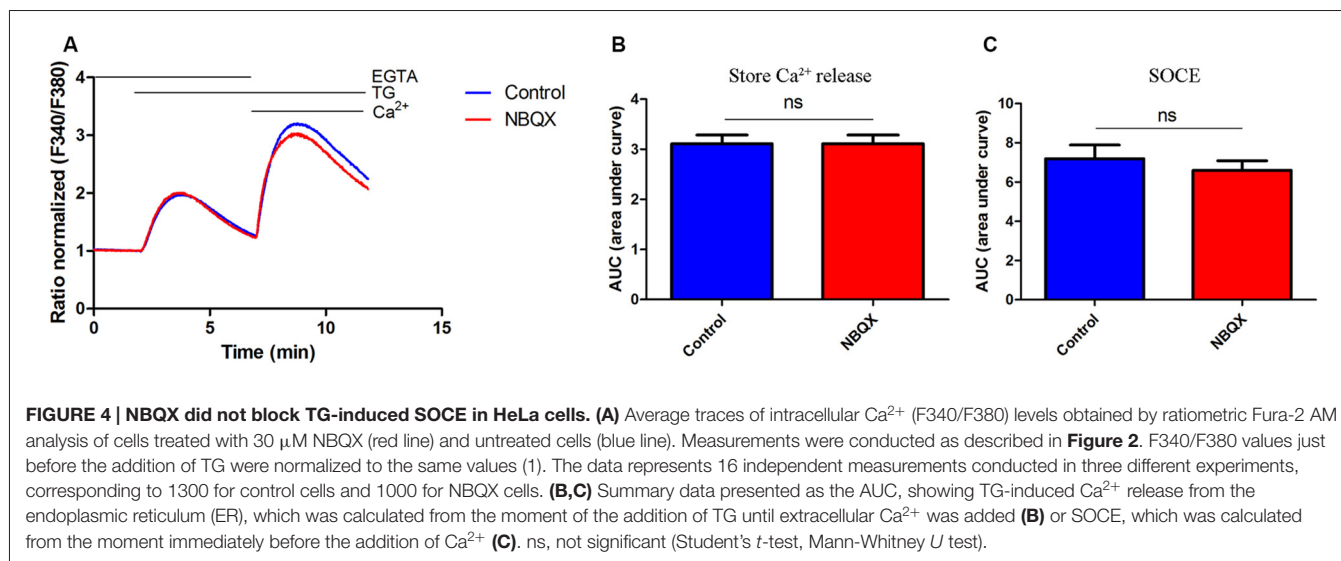 A
4
3
2
1
0
Ratio normalized (F340/F380)
EGTA
TG
Ca²⁺
0
5
10
15
Time (min)
Control
NBQX
B
Store Ca²⁺ release
ns
4
3
2
1
0
AUC (area under curve)
Control
NBQX
C
SOCE
ns
10
8
6
4
2
0
AUC (area under curve)
Control
NBQX
FIGURE 4 | NBQX did not block TG-induced SOCE in HeLa cells. (A) Average traces of intracellular Ca²⁺ (F340/F380) levels obtained by ratiometric Fura-2 AM
analysis of cells treated with 30 μM NBQX (red line) and untreated cells (blue line). Measurements were conducted as described in Figure 2. F340/F380 values just
before the addition of TG were normalized to the same values (1). The data represents 16 independent measurements conducted in three different experiments,
corresponding to 1300 for control cells and 1000 for NBQX cells. (B,C) Summary data presented as the AUC, showing TG-induced Ca²⁺ release from the
endoplasmic reticulum (ER), which was calculated from the moment of the addition of TG until extracellular Ca²⁺ was added (B) or SOCE, which was calculated
from the moment immediately before the addition of Ca²⁺ (C). ns, not significant (Student's t-test, Mann-Whitney U test).